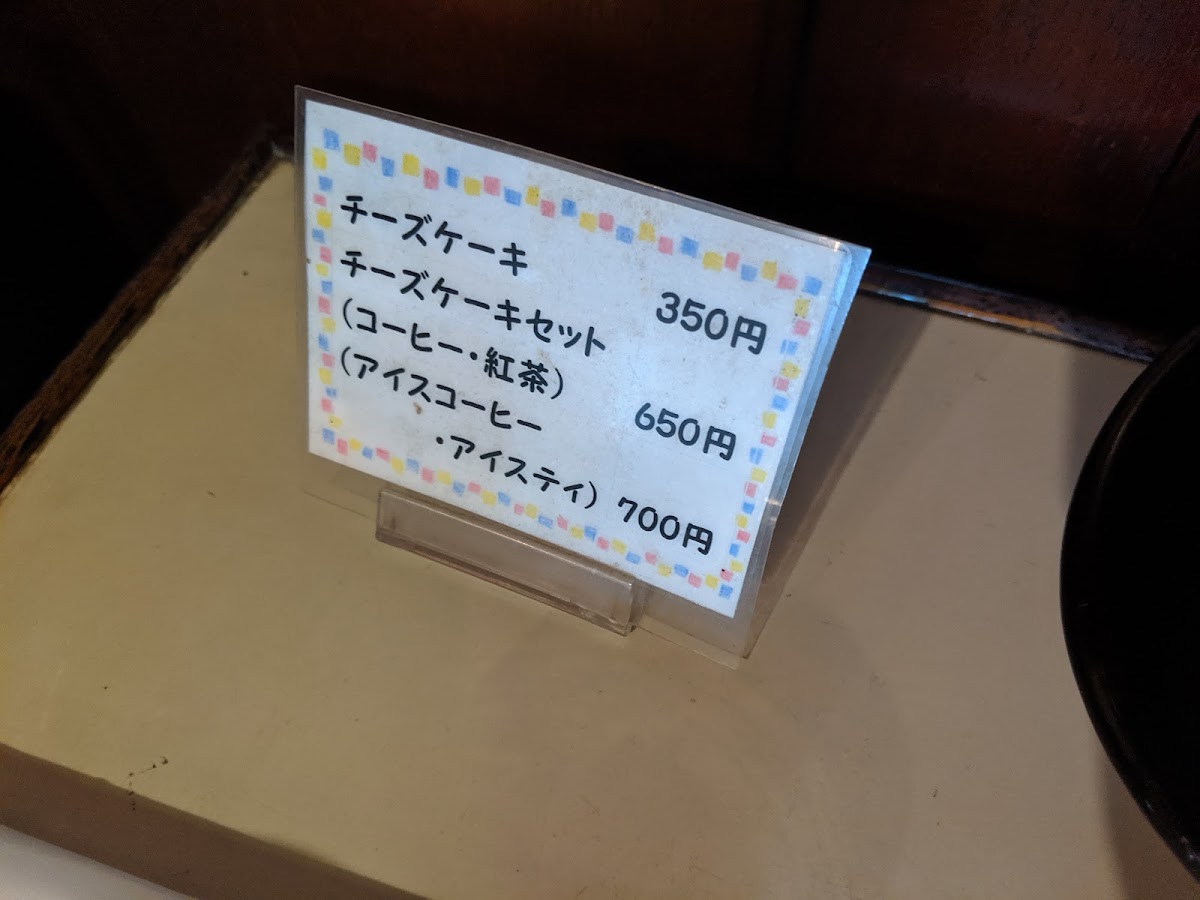 チーズケーキ 350円
チーズケーキセット
(コーヒー・紅茶) 650円
(アイスコーヒー
・アイスティ) 700円